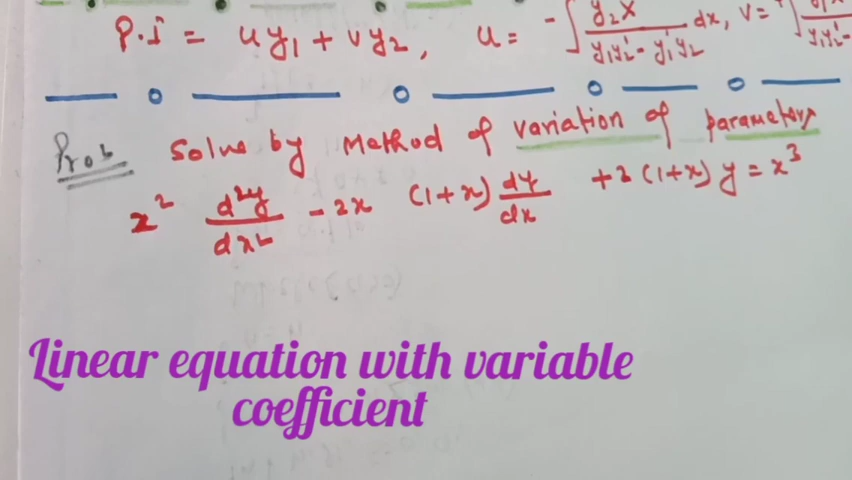 P.I = uy₁ + vy₂, u = -∫ y₂X / (y₁y₂' - y₁'y₂) dx, v =
Prob Solve by Method of variation of parameters
x² d²y/dx² - 2x (1+x) dy/dx + 2 (1+x) y = x³
Linear equation with variable
coefficient